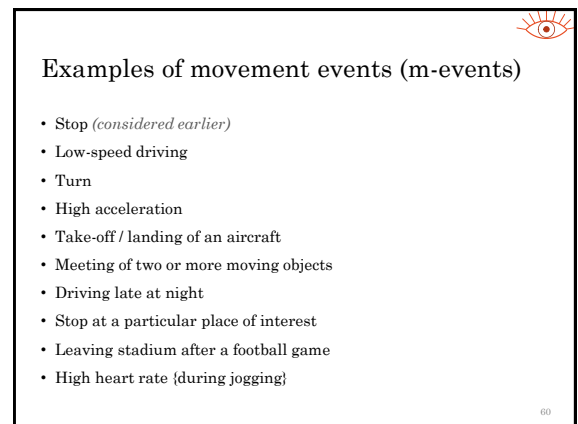 Examples of movement events (m-events)
• Stop (considered earlier)
• Low-speed driving
• Turn
• High acceleration
• Take-off / landing of an aircraft
• Meeting of two or more moving objects
• Driving late at night
• Stop at a particular place of interest
• Leaving stadium after a football game
• High heart rate {during jogging}
60